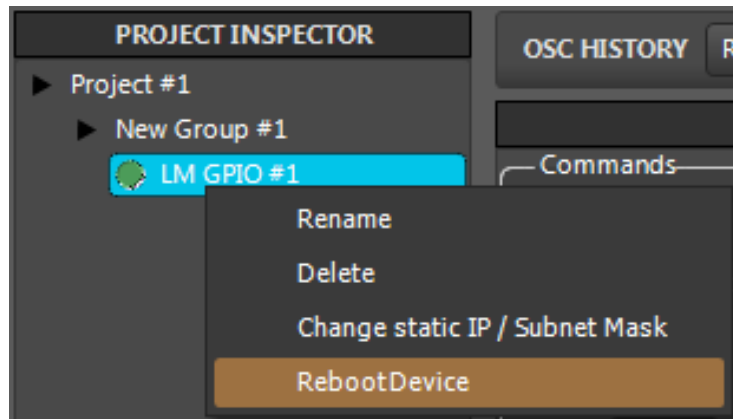 PROJECT INSPECTOR
OSC HISTORY
Project #1
New Group #1
Commands
LM GPIO #1
Rename
Delete
Change static IP / Subnet Mask
RebootDevice